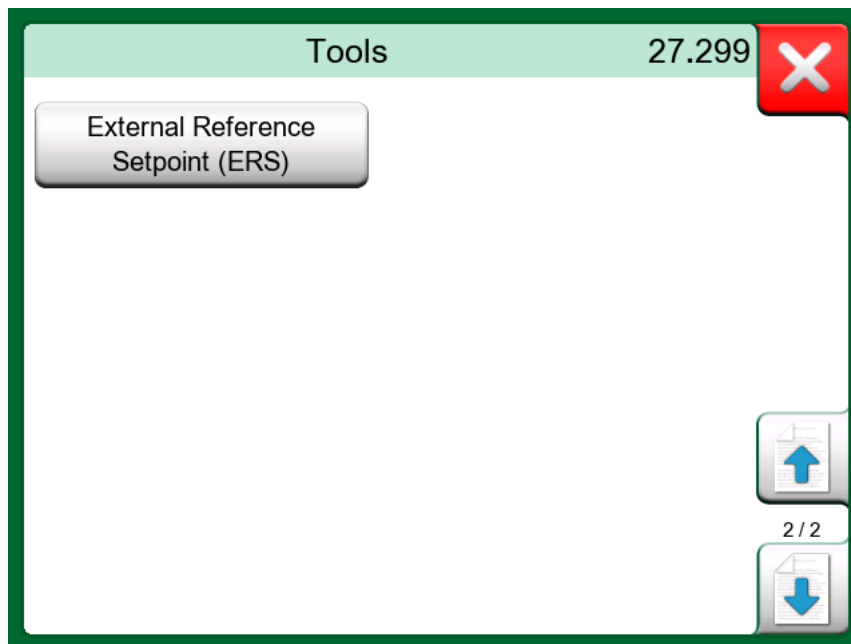 Tools
27.299
External Reference
Setpoint (ERS)
2 / 2